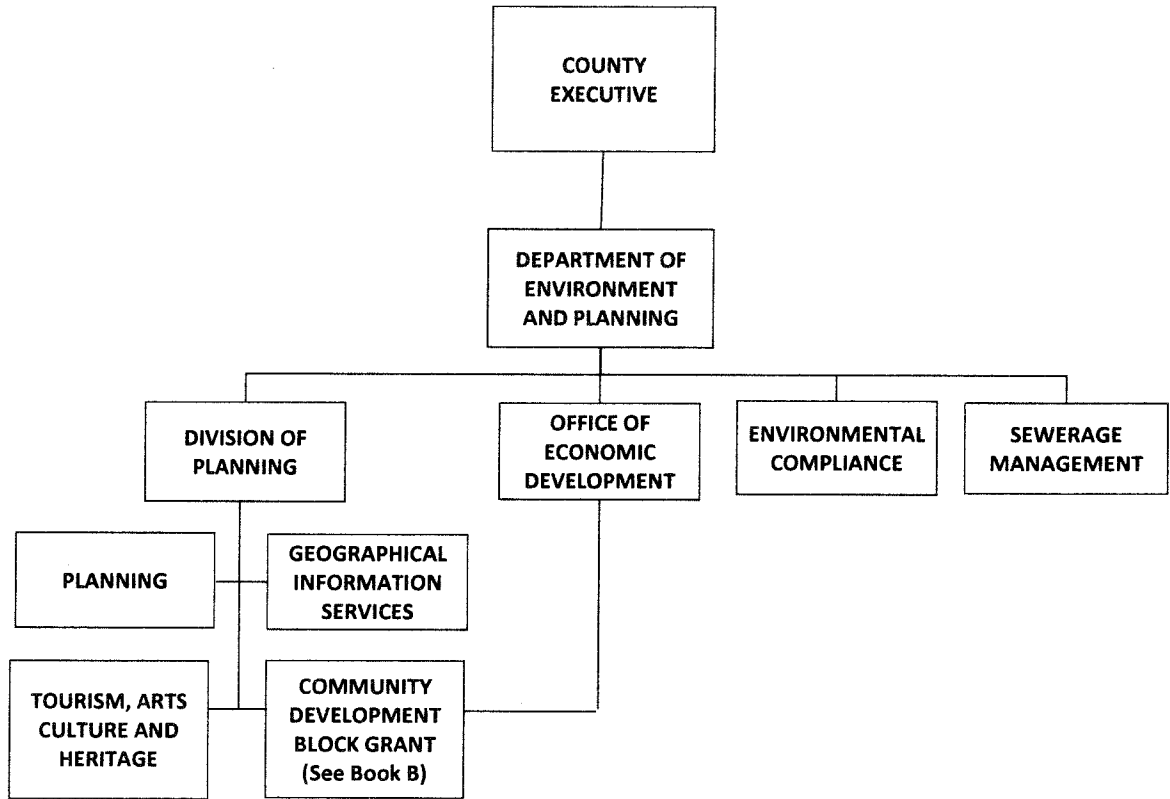 COUNTY
EXECUTIVE
DEPARTMENT OF
ENVIRONMENT
AND PLANNING
DIVISION OF
PLANNING
OFFICE OF
ECONOMIC
DEVELOPMENT
ENVIRONMENTAL
COMPLIANCE
SEWERAGE
MANAGEMENT
PLANNING
GEOGRAPHICAL
INFORMATION
SERVICES
TOURISM, ARTS
CULTURE AND
HERITAGE
COMMUNITY
DEVELOPMENT
BLOCK GRANT
(See Book B)